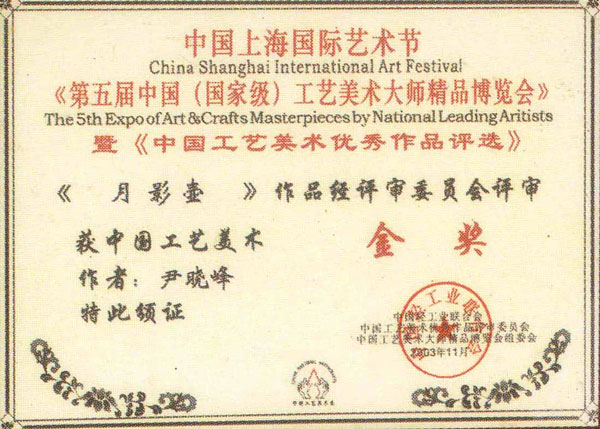 中国上海国际艺术节
China Shanghai International Art Festival
《第五届中国（国家级）工艺美术大师精品博览会》
The 5th Expo of Art &Crafts Masterpieces by National Leading Aritists
暨《中国工艺美术优秀作品评选》
《 月影壶 》作品经评审委员会评审
获中国工艺美术 金奖
作者：尹晓峰
特此颁证
中国轻工业联合会
中国工艺美术优秀作品评审委员会
中国工艺美术大师精品博览会组委会
2003年11月